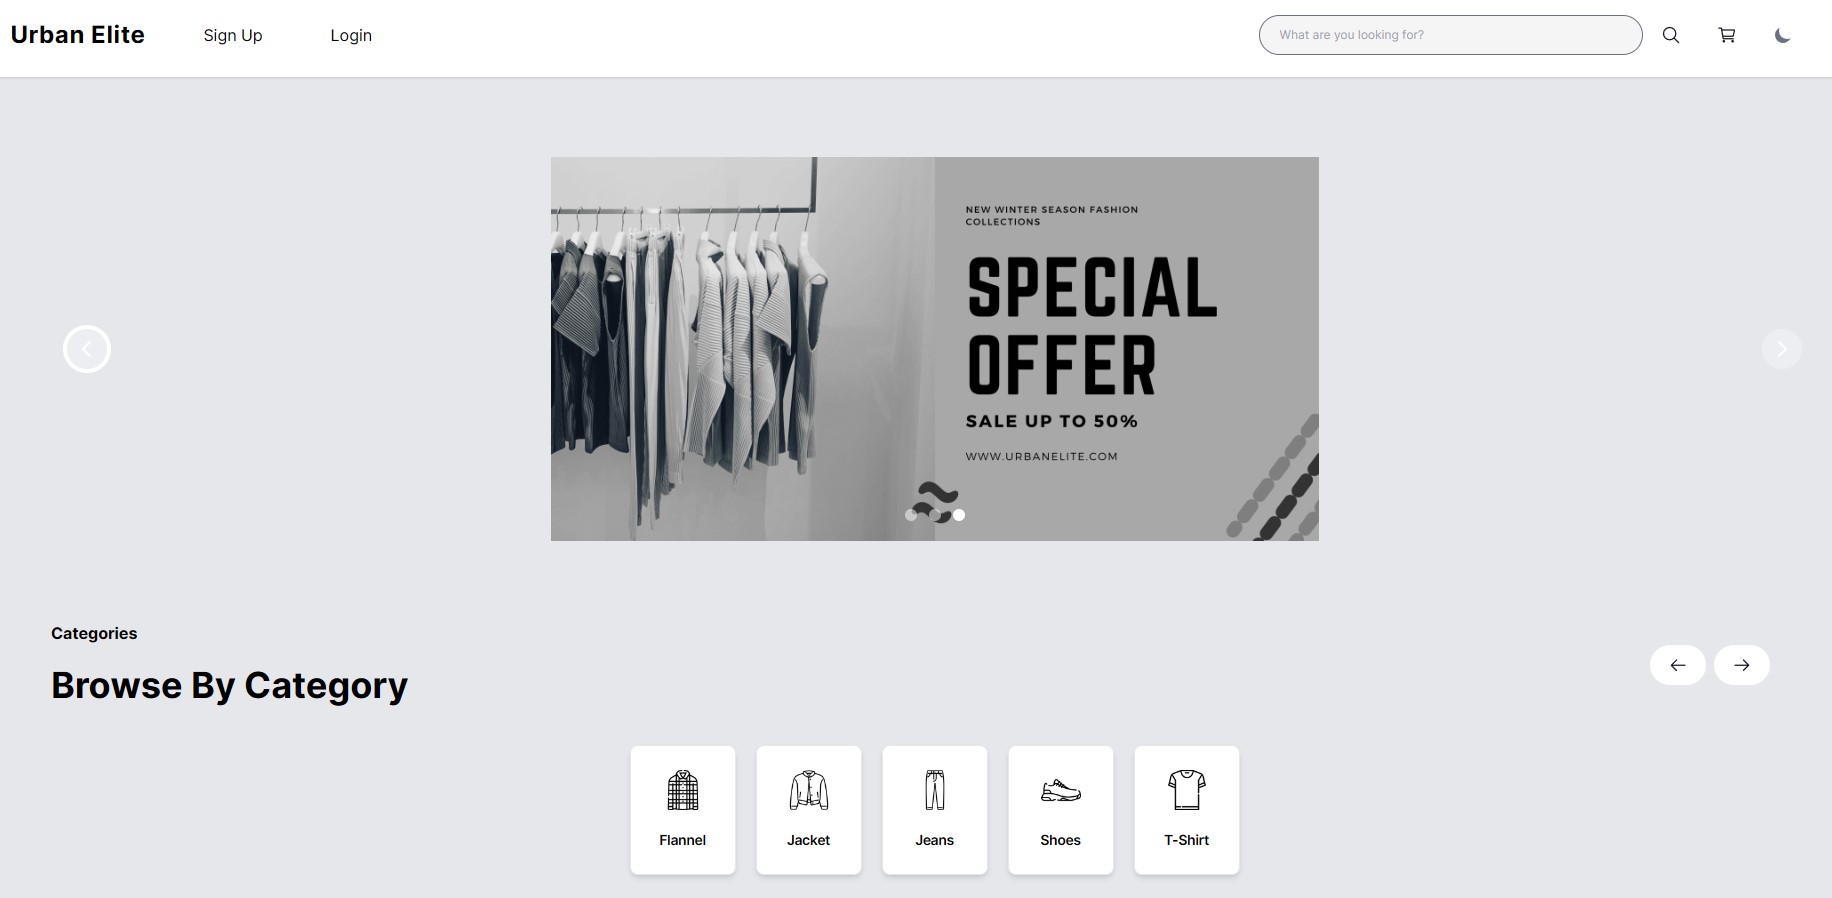 Urban Elite
Sign Up
Login
What are you looking for?
NEW WINTER SEASON FASHION
COLLECTIONS
SPECIAL
OFFER
SALE UP TO 50%
WWW.URBANELITE.COM
Categories
Browse By Category
Flannel
Jacket
Jeans
Shoes
T-Shirt